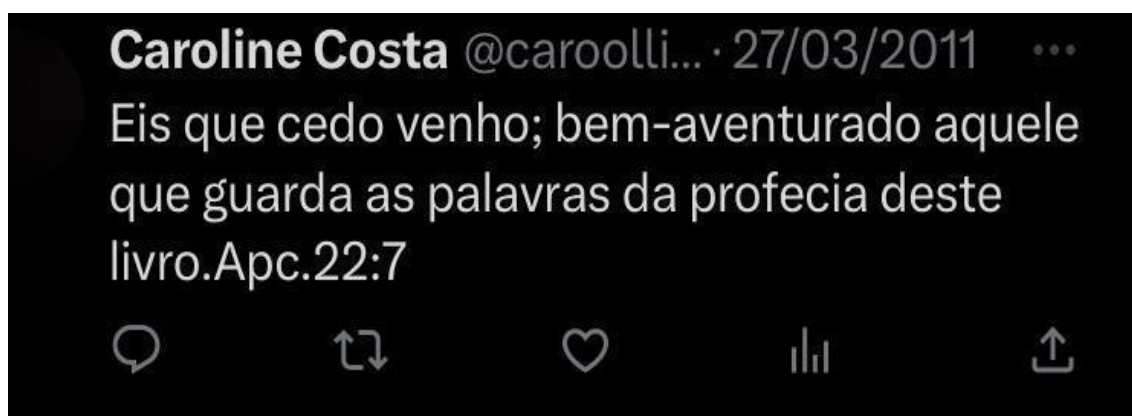 Caroline Costa @caroolli... · 27/03/2011
Eis que cedo venho; bem-aventurado aquele
que guarda as palavras da profecia deste
livro.Apc.22:7